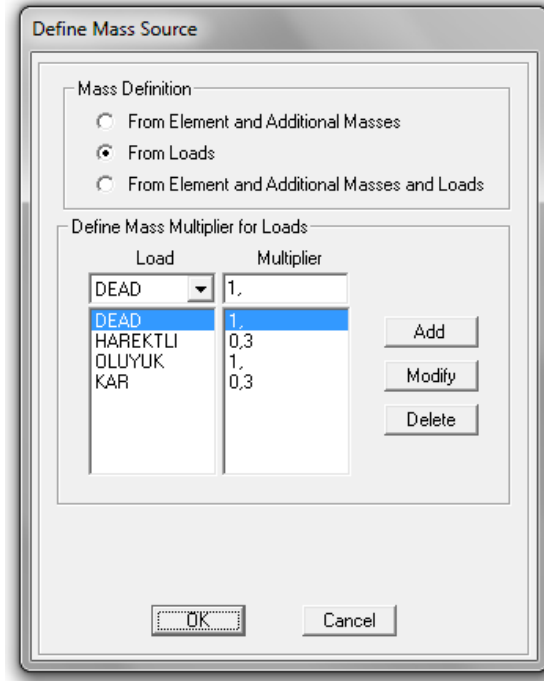 Define Mass Source
Mass Definition
From Element and Additional Masses
From Loads
From Element and Additional Masses and Loads
Define Mass Multiplier for Loads
Load Multiplier
DEAD 1,
DEAD 1,
HAREKTLI 0,3
OLUYUK 1,
KAR 0,3
Add
Modify
Delete
OK Cancel